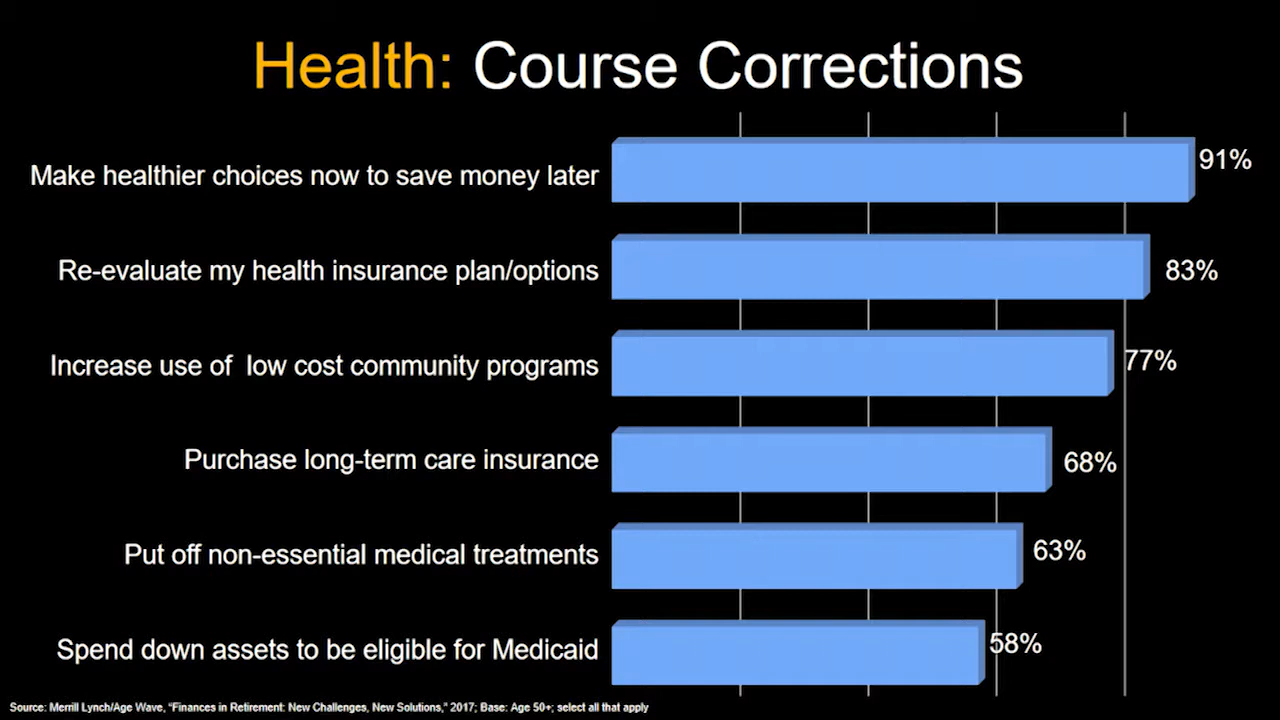 Health: Course Corrections
Make healthier choices now to save money later
91%
Re-evaluate my health insurance plan/options
83%
Increase use of low cost community programs
77%
Purchase long-term care insurance
68%
Put off non-essential medical treatments
63%
Spend down assets to be eligible for Medicaid
58%
Source: Merrill Lynch/Age Wave, “Finances in Retirement: New Challenges, New Solutions,” 2017; Base: Age 50+; select all that apply